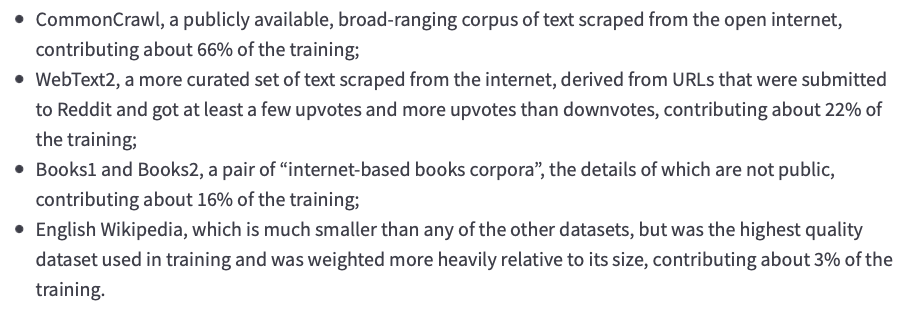 • CommonCrawl, a publicly available, broad-ranging corpus of text scraped from the open internet,
contributing about 66% of the training;
• WebText2, a more curated set of text scraped from the internet, derived from URLs that were submitted
to Reddit and got at least a few upvotes and more upvotes than downvotes, contributing about 22% of
the training;
• Books1 and Books2, a pair of “internet-based books corpora”, the details of which are not public,
contributing about 16% of the training;
• English Wikipedia, which is much smaller than any of the other datasets, but was the highest quality
dataset used in training and was weighted more heavily relative to its size, contributing about 3% of the
training.